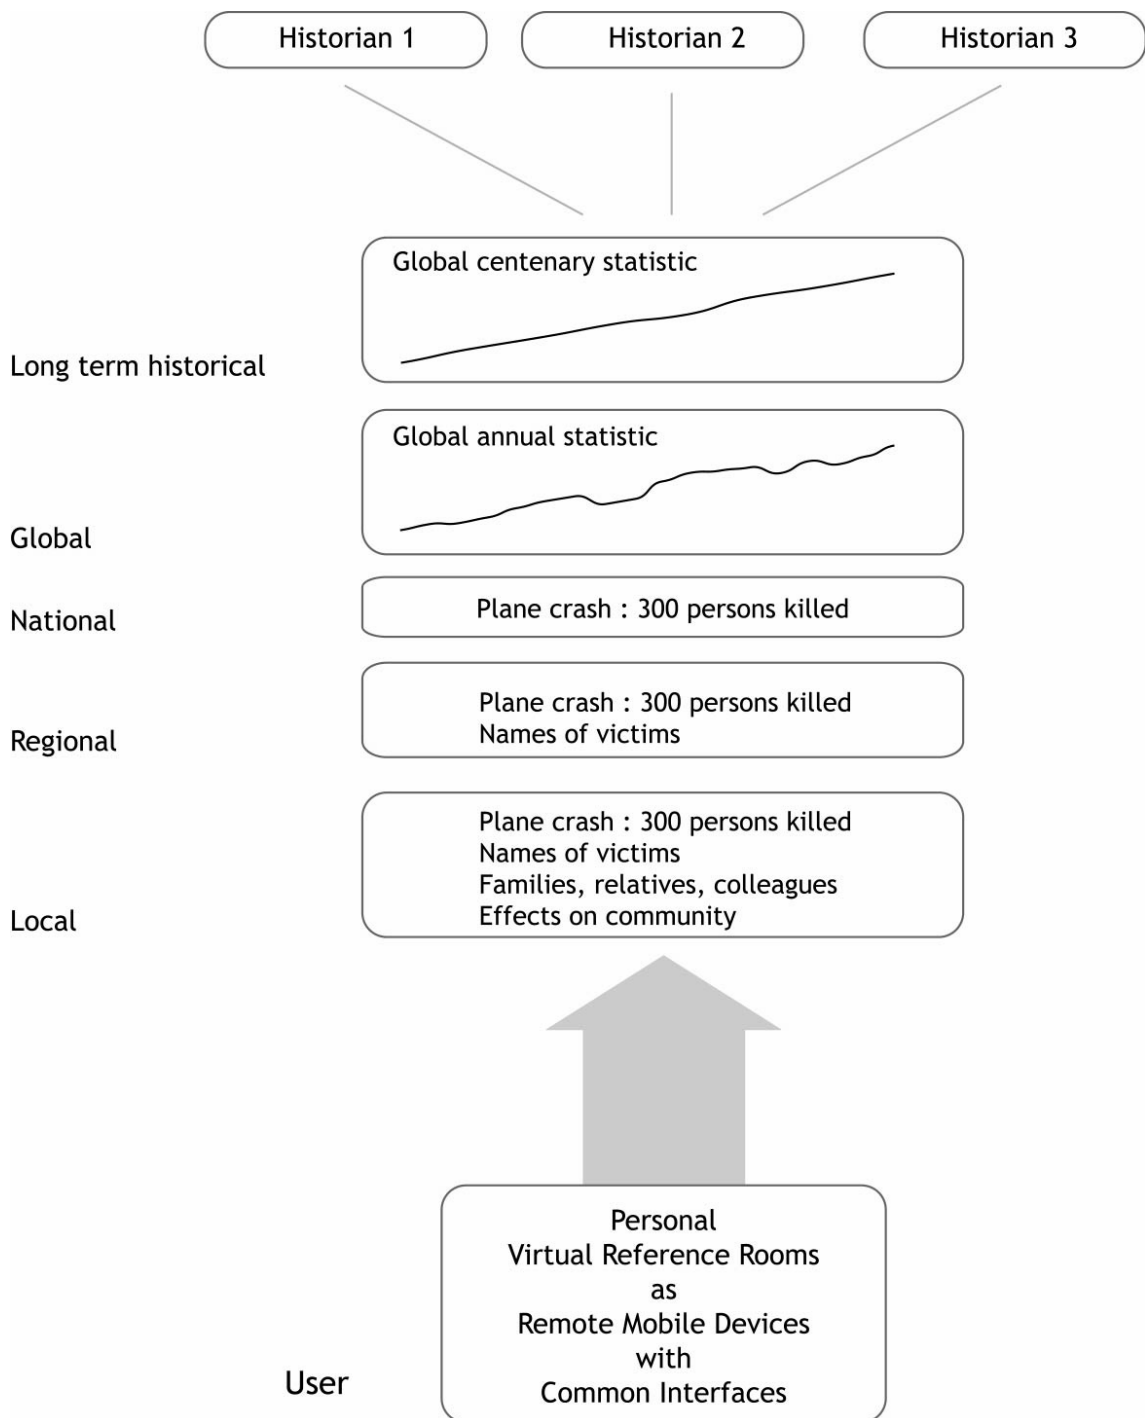 Historian 1
Historian 2
Historian 3
Global centenary statistic
Long term historical
Global annual statistic
Global
Plane crash : 300 persons killed
National
Plane crash : 300 persons killed
Names of victims
Regional
Plane crash : 300 persons killed
Names of victims
Families, relatives, colleagues
Effects on community
Local
Personal
Virtual Reference Rooms
as
Remote Mobile Devices
with
Common Interfaces
User